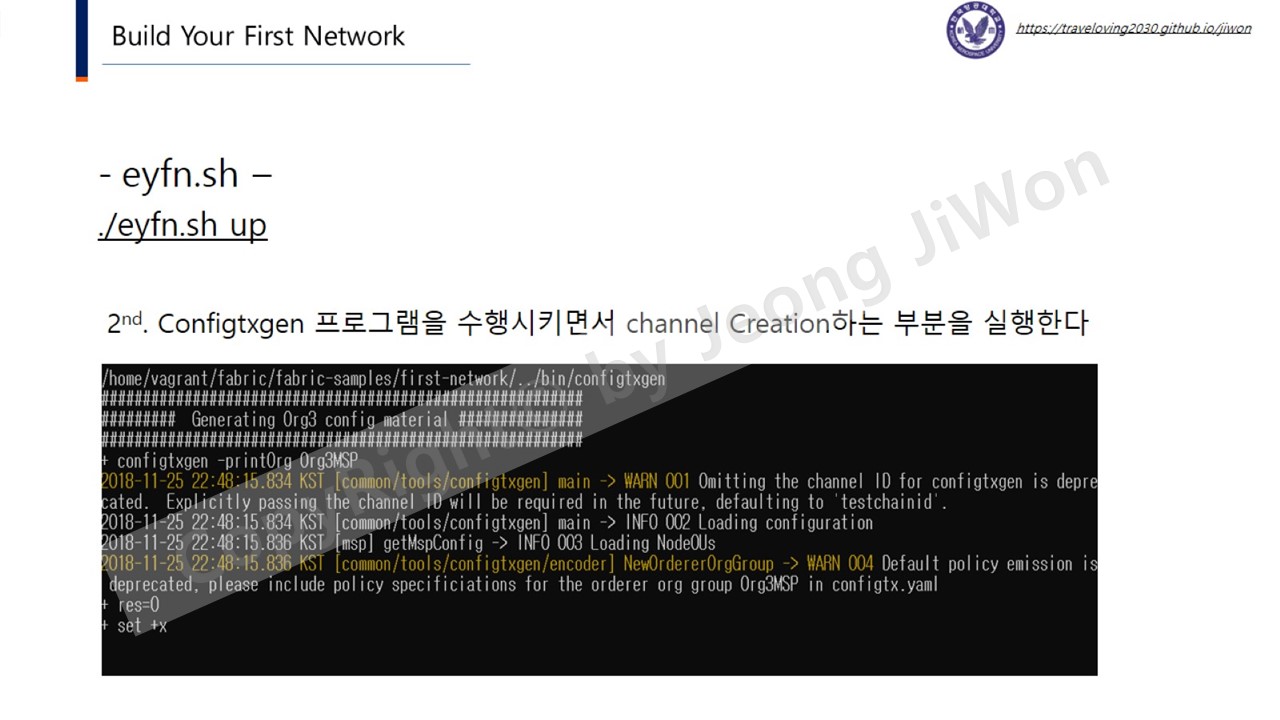 Build Your First Network
https://traveloving2030.github.io/jiwon
- eyfn.sh –
./eyfn.sh up
2nd. Configtxgen 프로그램을 수행시키면서 channel Creation하는 부분을 실행한다
/home/vagrant/fabric/fabric-samples/first-network/../bin/configtxgen
##########################################################
######### Generating Org3 config material ###############
##########################################################
+ configtxgen -printOrg Org3MSP
2018-11-25 22:48:15.834 KST [common/tools/configtxgen] main -> WARN 001 Omitting the channel ID for configtxgen is depre
cated. Explicitly passing the channel ID will be required in the future, defaulting to 'testchainid'.
2018-11-25 22:48:15.834 KST [common/tools/configtxgen] main -> INFO 002 Loading configuration
2018-11-25 22:48:15.836 KST [msp] getMspConfig -> INFO 003 Loading NodeOUs
2018-11-25 22:48:15.836 KST [common/tools/configtxgen/encoder] NewOrdererOrgGroup -> WARN 004 Default policy emission is
deprecated, please include policy specificiations for the orderer org group Org3MSP in configtx.yaml
+ res=0
+ set +x
by Jeong JiWon